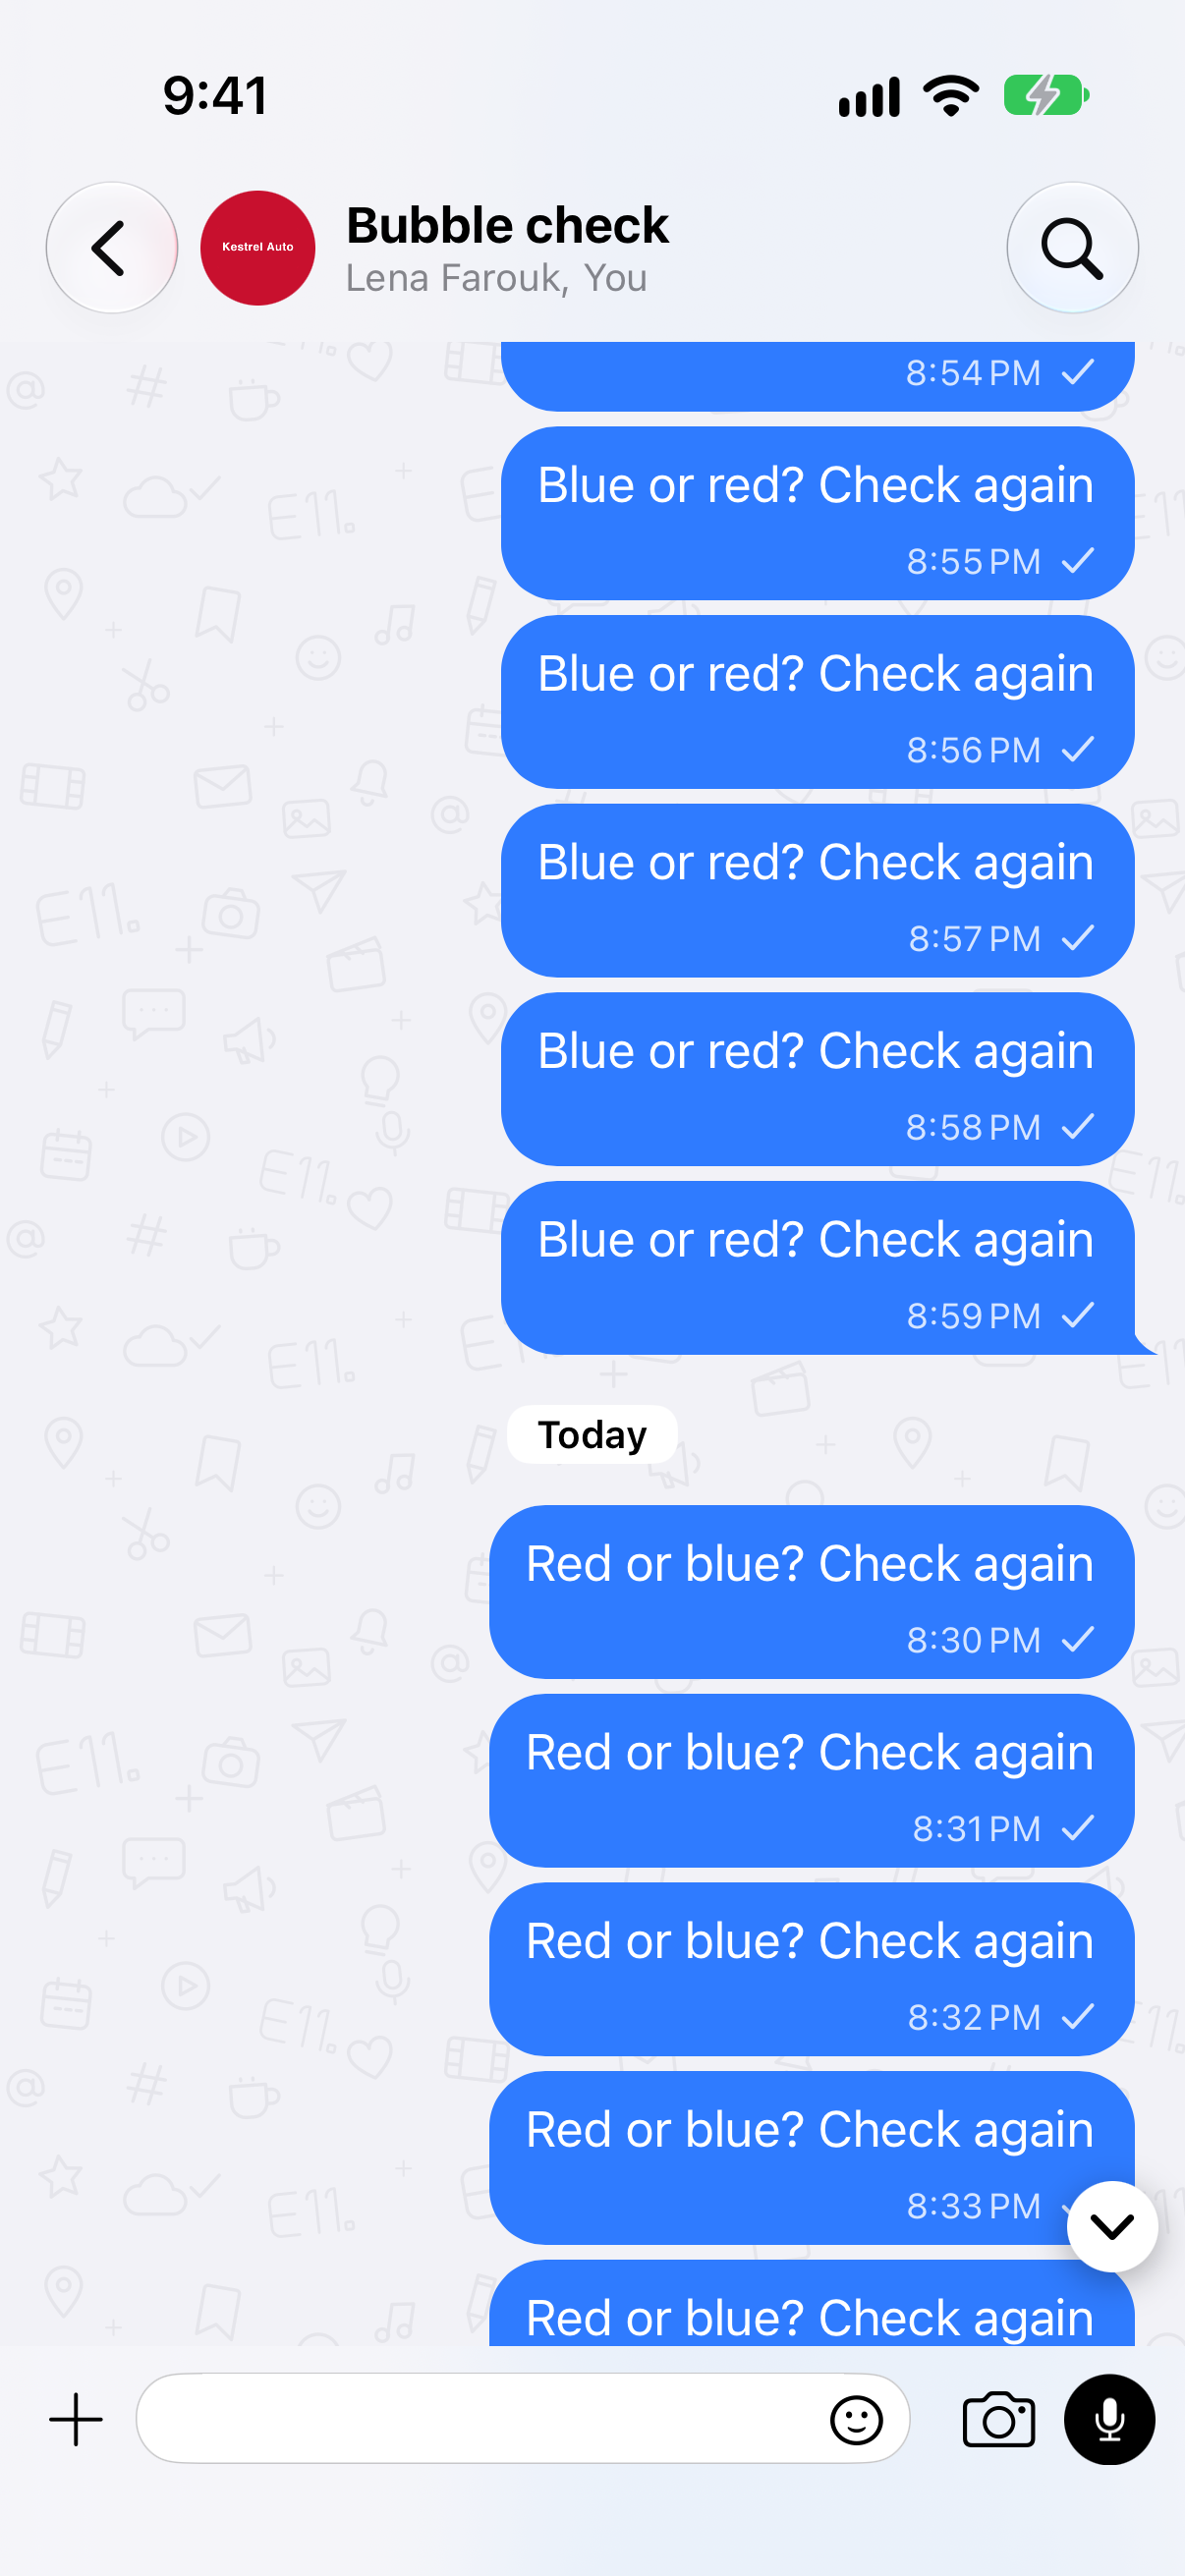 9:41
Kestrel Auto
Bubble check
Lena Farouk, You
8:54 PM
Blue or red? Check again
8:55 PM
Blue or red? Check again
8:56 PM
Blue or red? Check again
8:57 PM
Blue or red? Check again
8:58 PM
Blue or red? Check again
8:59 PM
Today
Red or blue? Check again
8:30 PM
Red or blue? Check again
8:31 PM
Red or blue? Check again
8:32 PM
Red or blue? Check again
8:33 PM
Red or blue? Check again